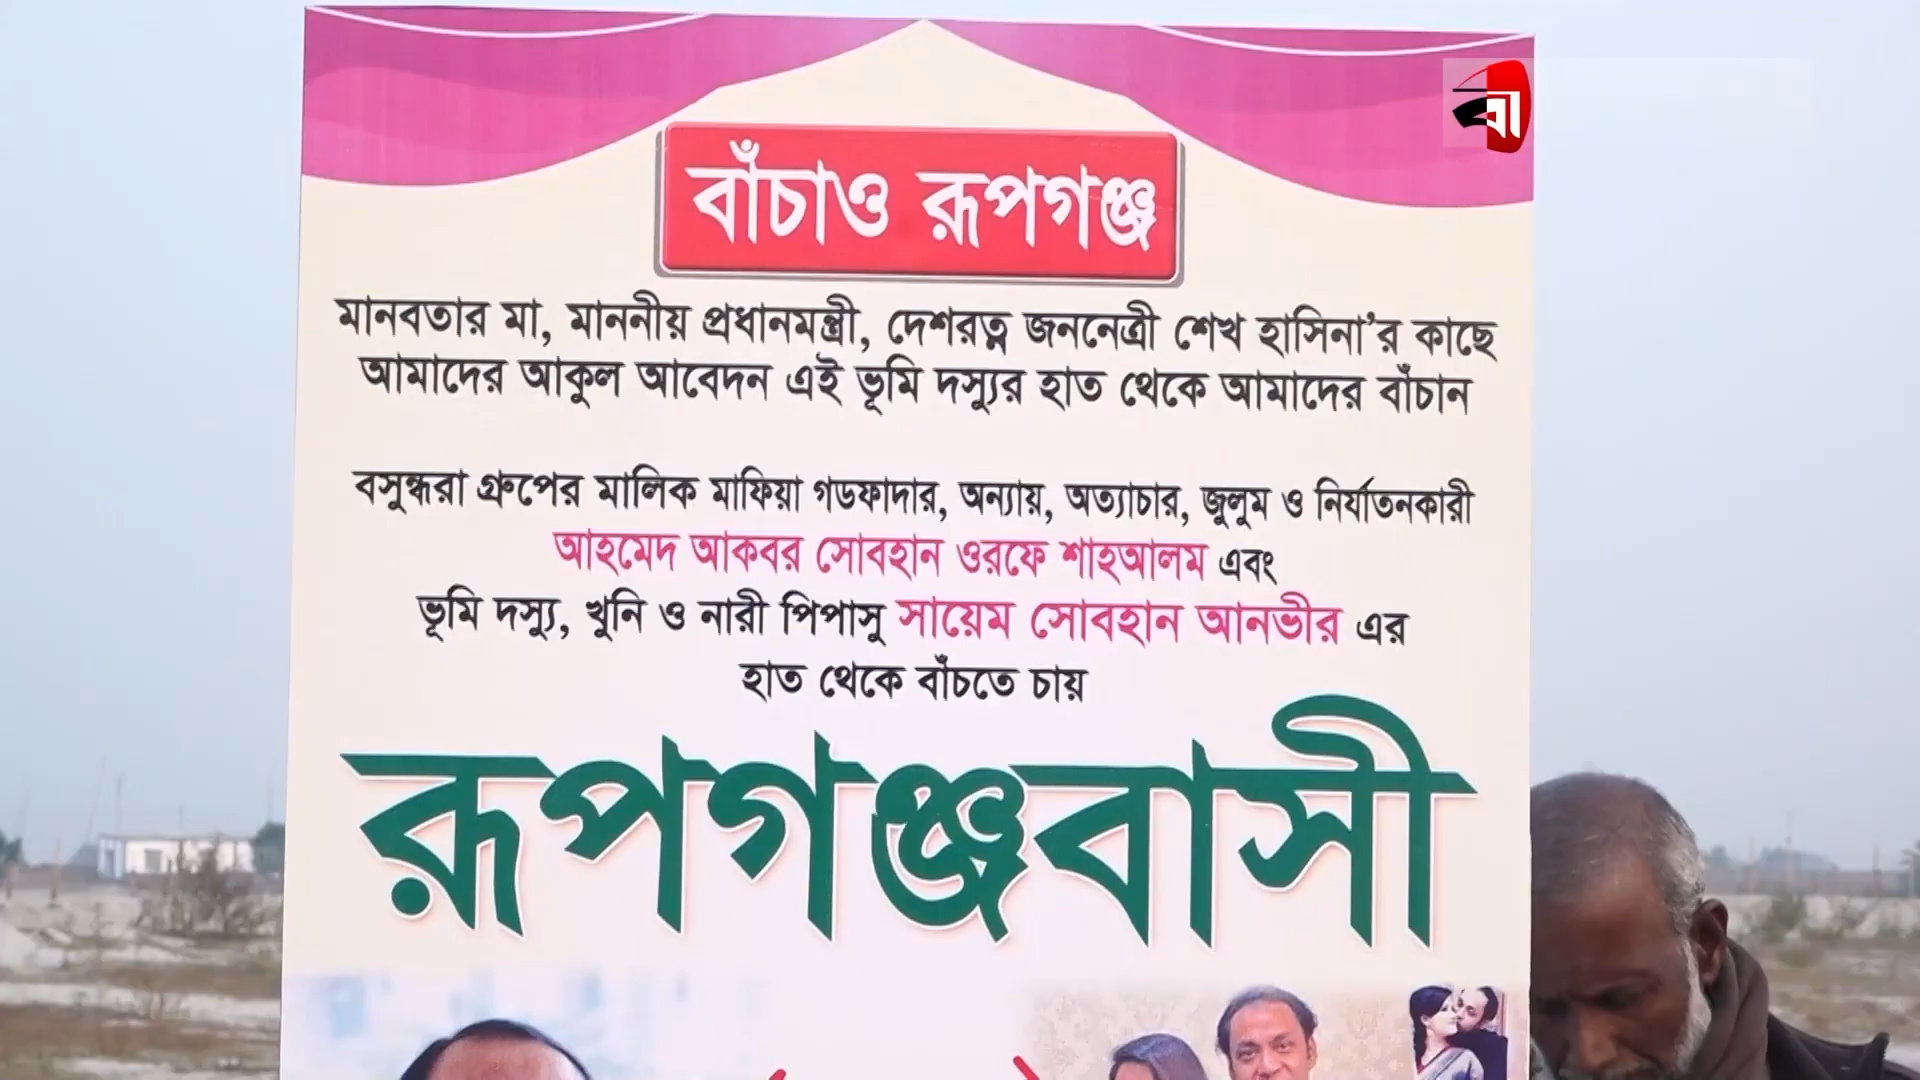 বী
বাঁচাও রূপগঞ্জ
মানবতার মা, মাননীয় প্রধানমন্ত্রী, দেশরত্ন জননেত্রী শেখ হাসিনা'র কাছে
আমাদের আকুল আবেদন এই ভূমি দস্যুর হাত থেকে আমাদের বাঁচান
বসুন্ধরা গ্রুপের মালিক মাফিয়া গডফাদার, অন্যায়, অত্যাচার, জুলুম ও নির্যাতনকারী
আহমেদ আকবর সোবহান ওরফে শাহআলম এবং
ভূমি দস্যু, খুনি ও নারী পিপাসু সায়েম সোবহান আনভীর এর
হাত থেকে বাঁচতে চায়
রূপগঞ্জবাসী